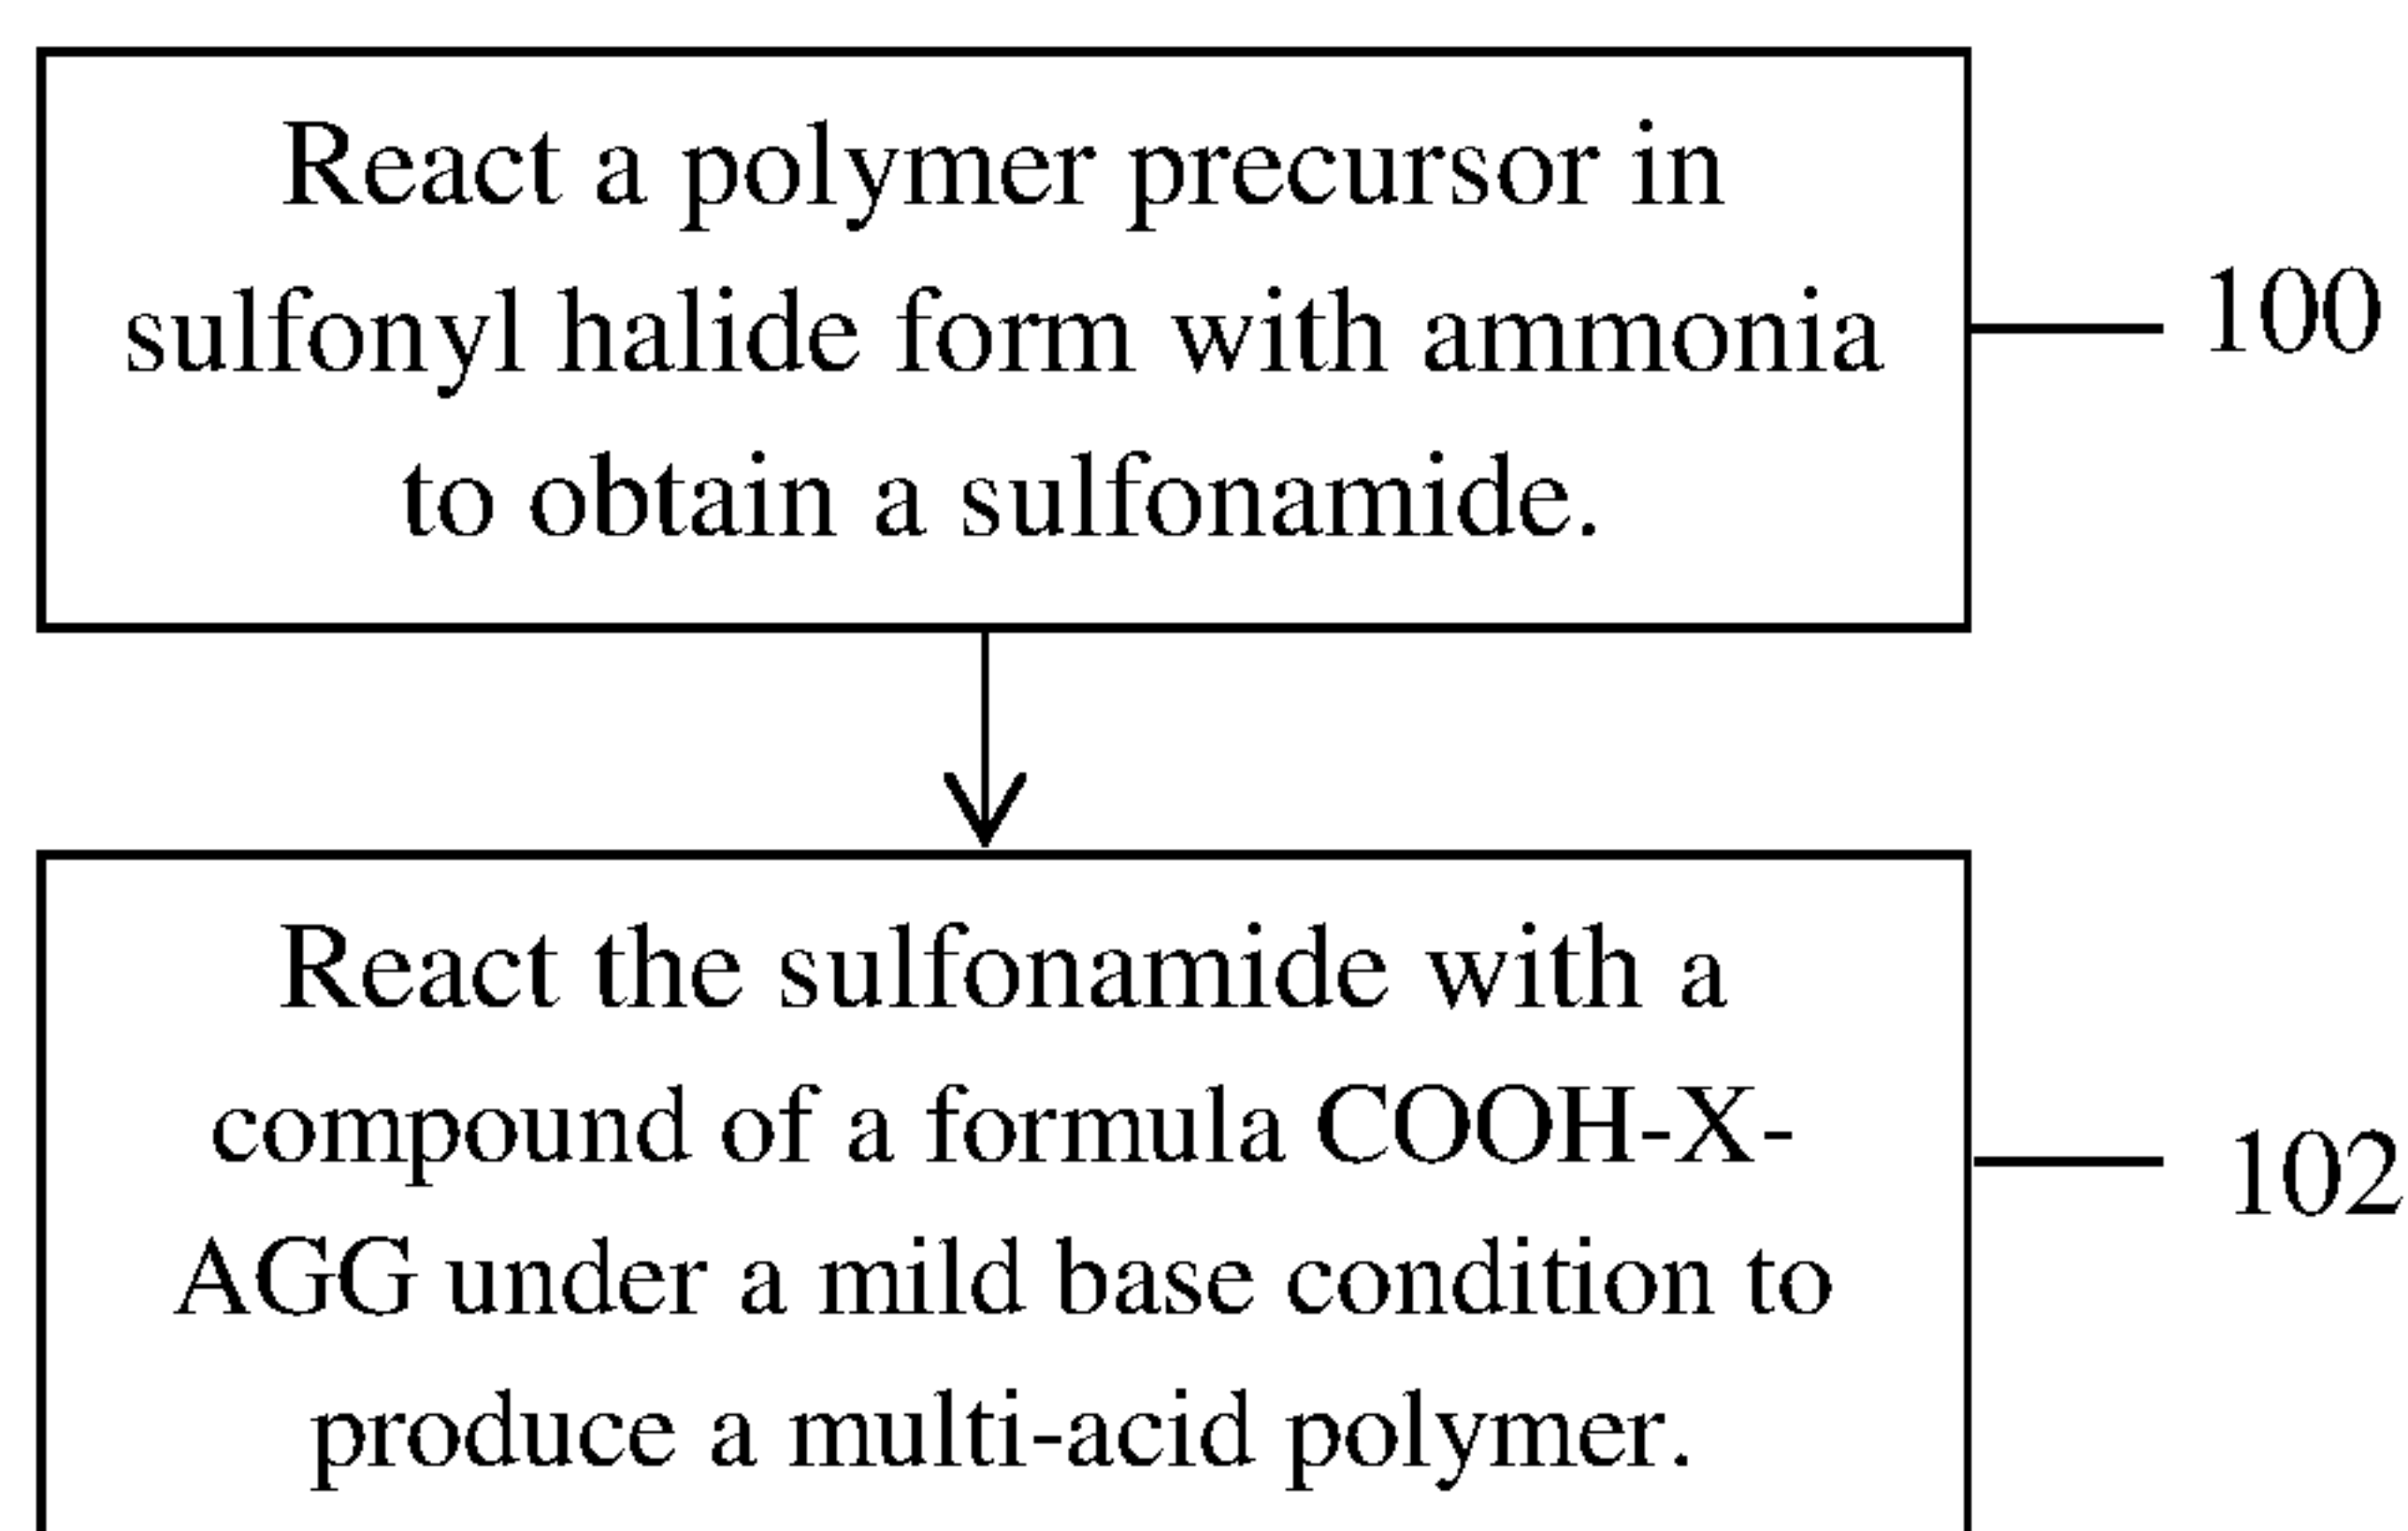 React a polymer precursor in
sulfonyl halide form with ammonia
to obtain a sulfonamide.
100
React the sulfonamide with a
compound of a formula COOH-X-
AGG under a mild base condition to
produce a multi-acid polymer.
102